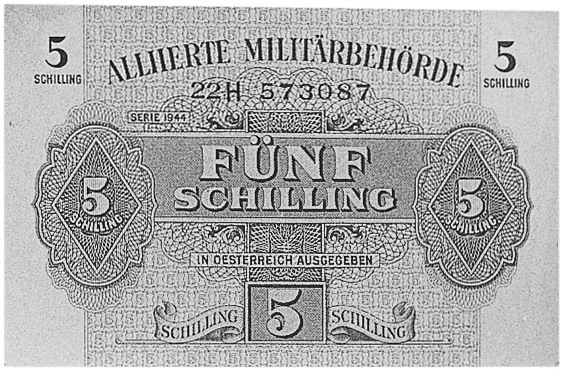 5 SCHILLING
ALLIIERTE MILITÄRBEHÖRDE
5 SCHILLING
22H 573087
SERIE 1944
FÜNF
SCHILLING
5 SCHILLING
5 SCHILLING
IN OESTERREICH AUSGEGEBEN
SCHILLING 5 SCHILLING